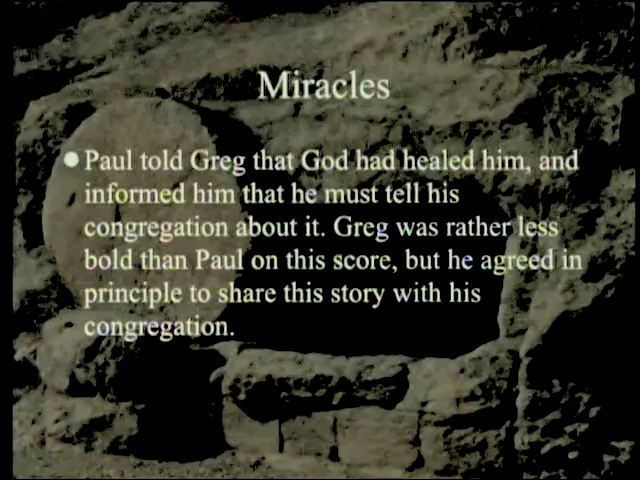 Miracles
Paul told Greg that God had healed him, and
informed him that he must tell his
congregation about it. Greg was rather less
bold than Paul on this score, but he agreed in
principle to share this story with his
congregation.